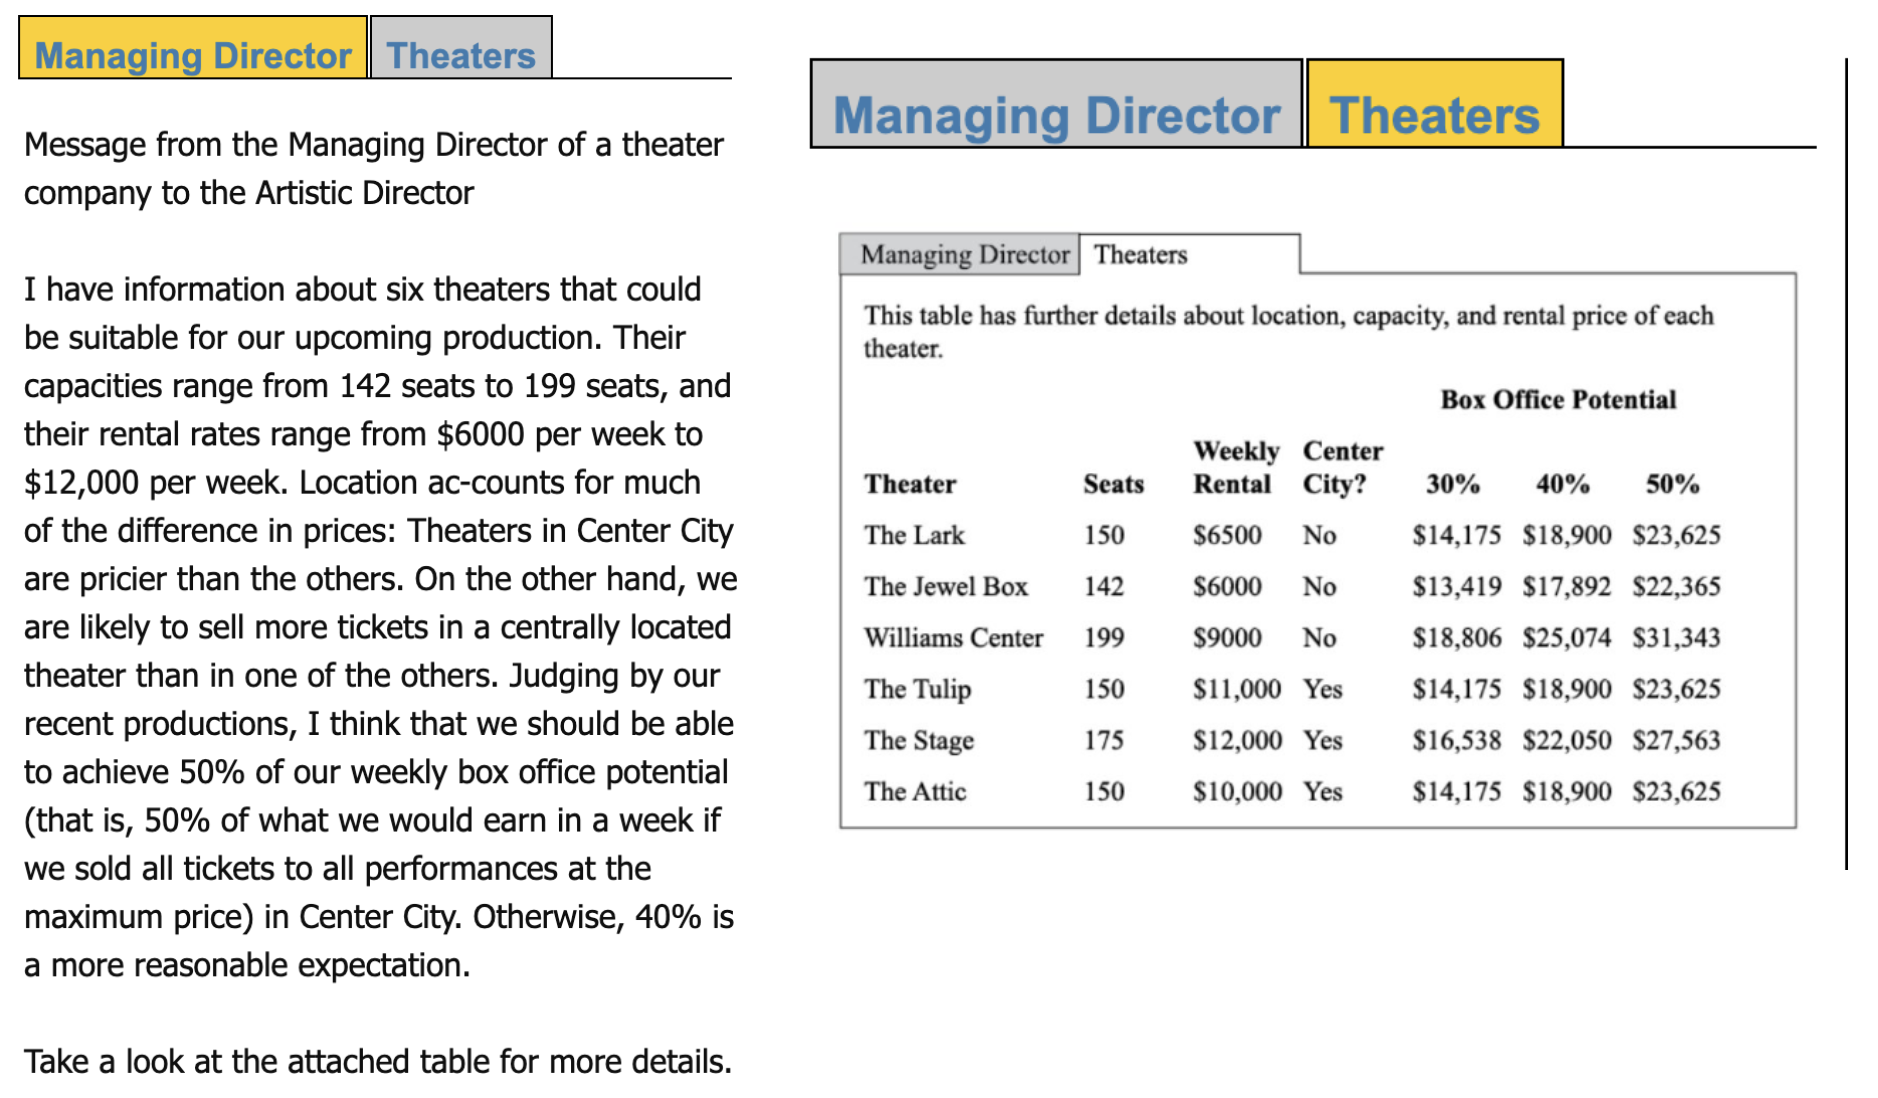 Managing Director Theaters
Message from the Managing Director of a theater
company to the Artistic Director
I have information about six theaters that could
be suitable for our upcoming production. Their
capacities range from 142 seats to 199 seats, and
their rental rates range from $6000 per week to
$12,000 per week. Location ac-counts for much
of the difference in prices: Theaters in Center City
are pricier than the others. On the other hand, we
are likely to sell more tickets in a centrally located
theater than in one of the others. Judging by our
recent productions, I think that we should be able
to achieve 50% of our weekly box office potential
(that is, 50% of what we would earn in a week if
we sold all tickets to all performances at the
maximum price) in Center City. Otherwise, 40% is
a more reasonable expectation.
Take a look at the attached table for more details.
Managing Director Theaters
Managing Director Theaters
This table has further details about location, capacity, and rental price of each
theater.
Box Office Potential
Weekly Center
Theater Seats Rental City? 30% 40% 50%
The Lark 150 $6500 No $14,175 $18,900 $23,625
The Jewel Box 142 $6000 No $13,419 $17,892 $22,365
Williams Center 199 $9000 No $18,806 $25,074 $31,343
The Tulip 150 $11,000 Yes $14,175 $18,900 $23,625
The Stage 175 $12,000 Yes $16,538 $22,050 $27,563
The Attic 150 $10,000 Yes $14,175 $18,900 $23,625